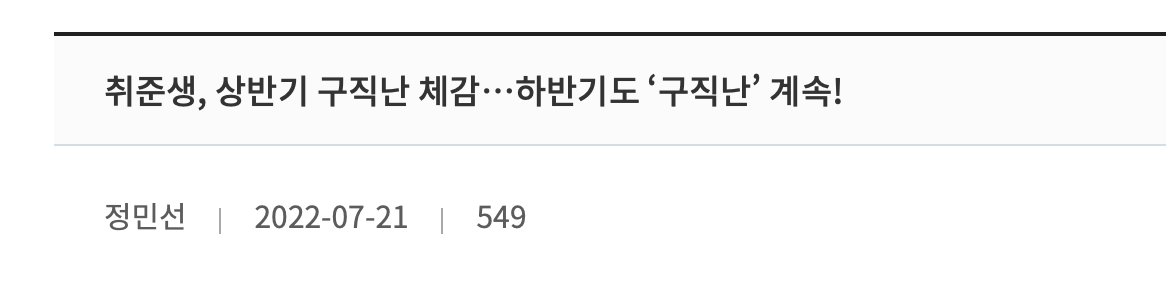 취준생, 상반기 구직난 체감…하반기도 ‘구직난’ 계속!
정민선 | 2022-07-21 | 549